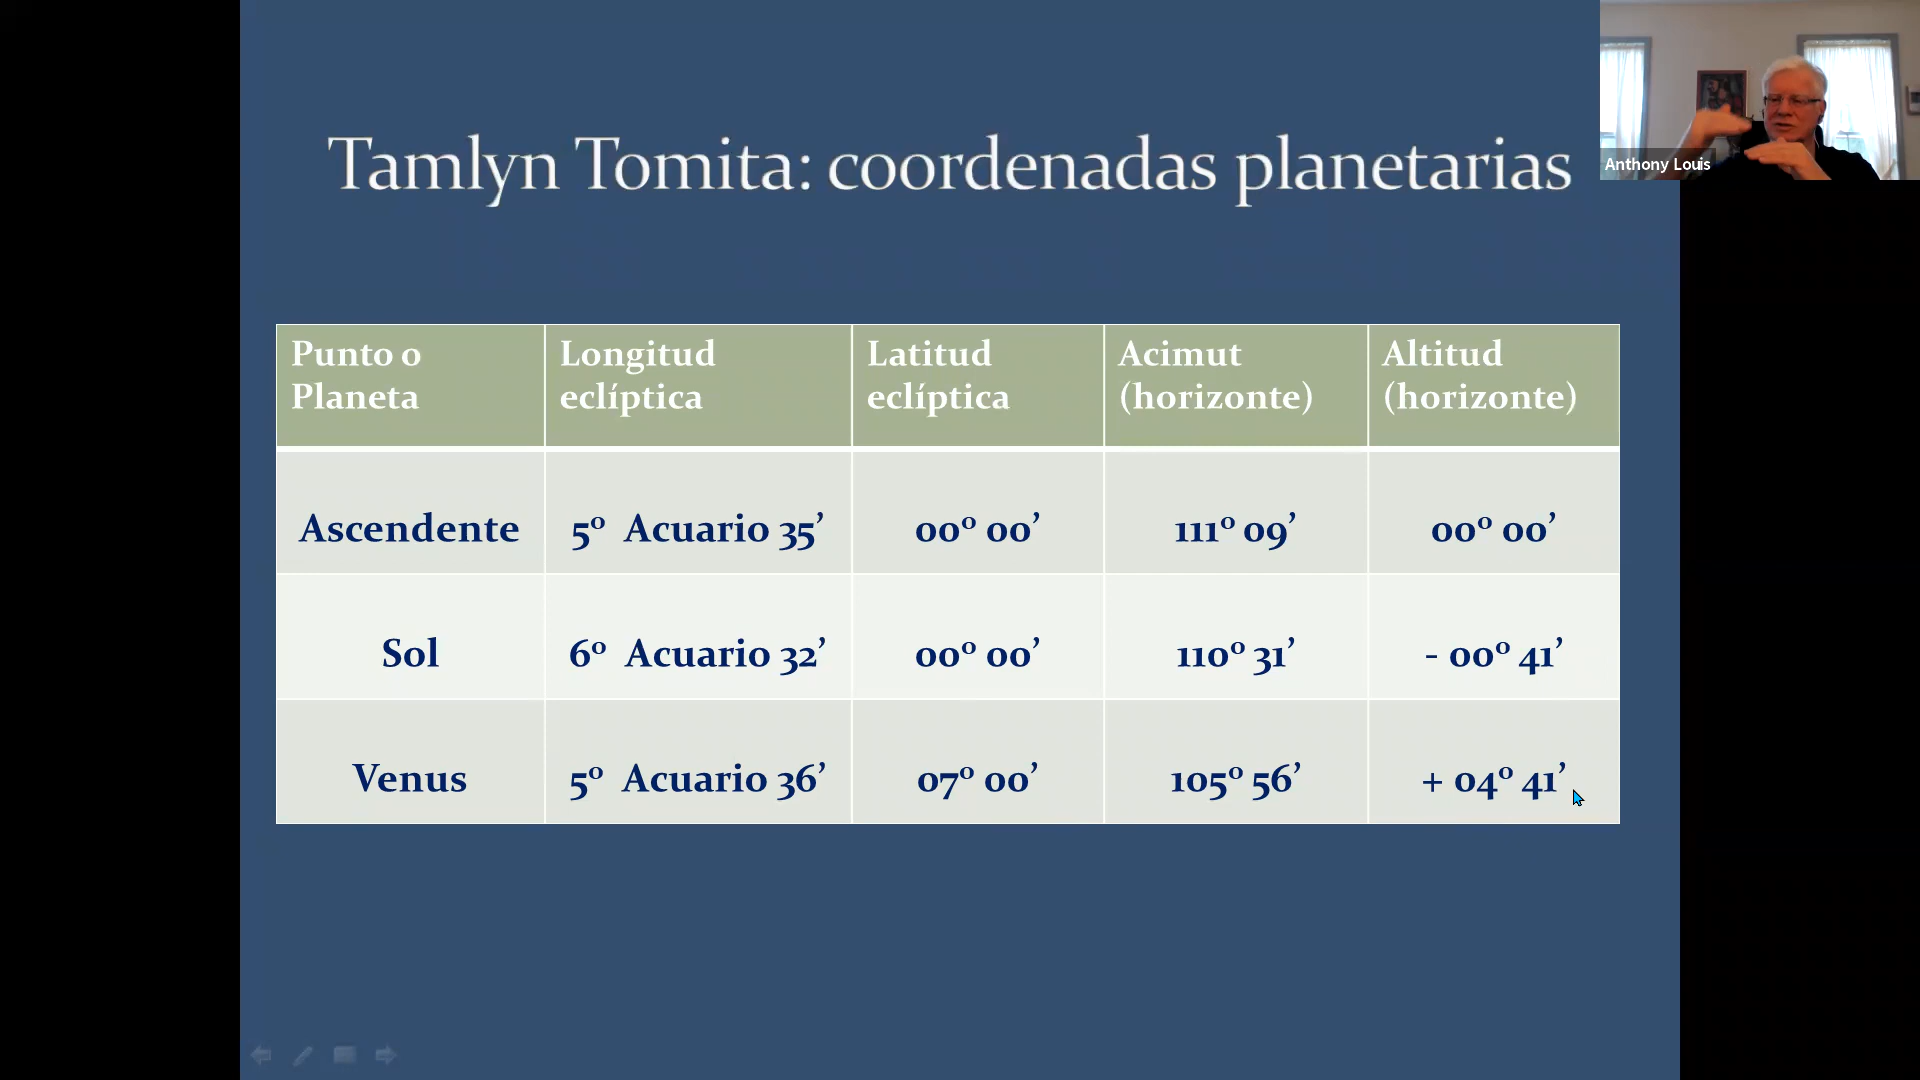 Tamlyn Tomita: coordenadas planetarias
Anthony Louis
Punto o Planeta
Longitud eclíptica
Latitud eclíptica
Acimut (horizonte)
Altitud (horizonte)
Ascendente 5º Acuario 35’ 00º 00’ 111º 09’ 00º 00’
Sol 6º Acuario 32’ 00º 00’ 110º 31’ - 00º 41’
Venus 5º Acuario 36’ 07º 00’ 105º 56’ + 04º 41’